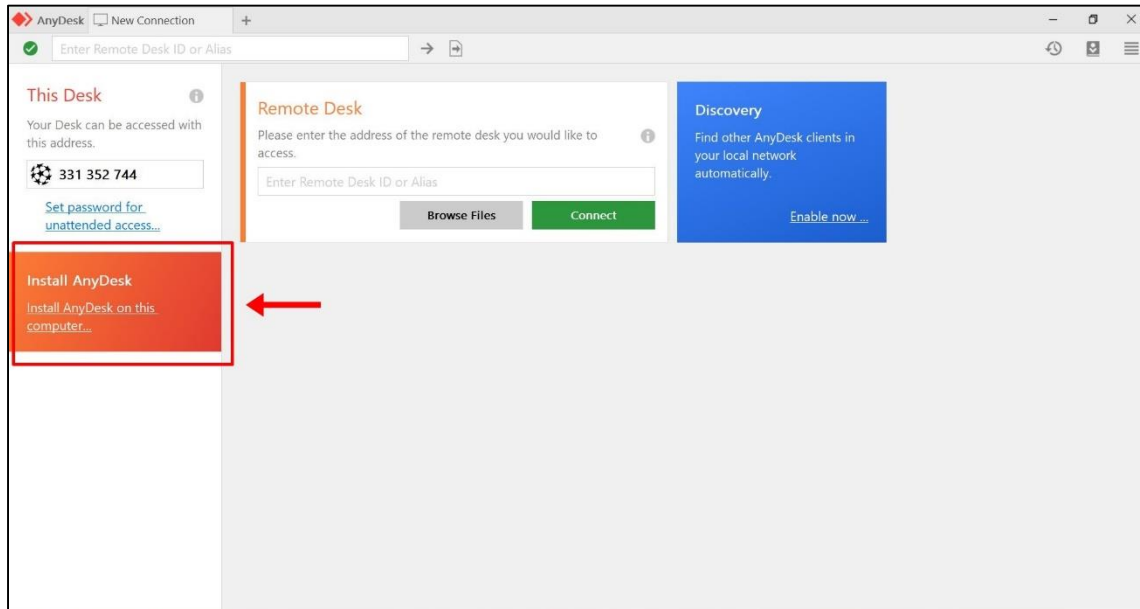 AnyDesk
New Connection
Enter Remote Desk ID or Alias
This Desk
Your Desk can be accessed with
this address.
331 352 744
Set password for
unattended access...
Install AnyDesk
Install AnyDesk on this
computer...
Remote Desk
Please enter the address of the remote desk you would like to
access.
Enter Remote Desk ID or Alias
Browse Files
Connect
Discovery
Find other AnyDesk clients in
your local network
automatically.
Enable now ...